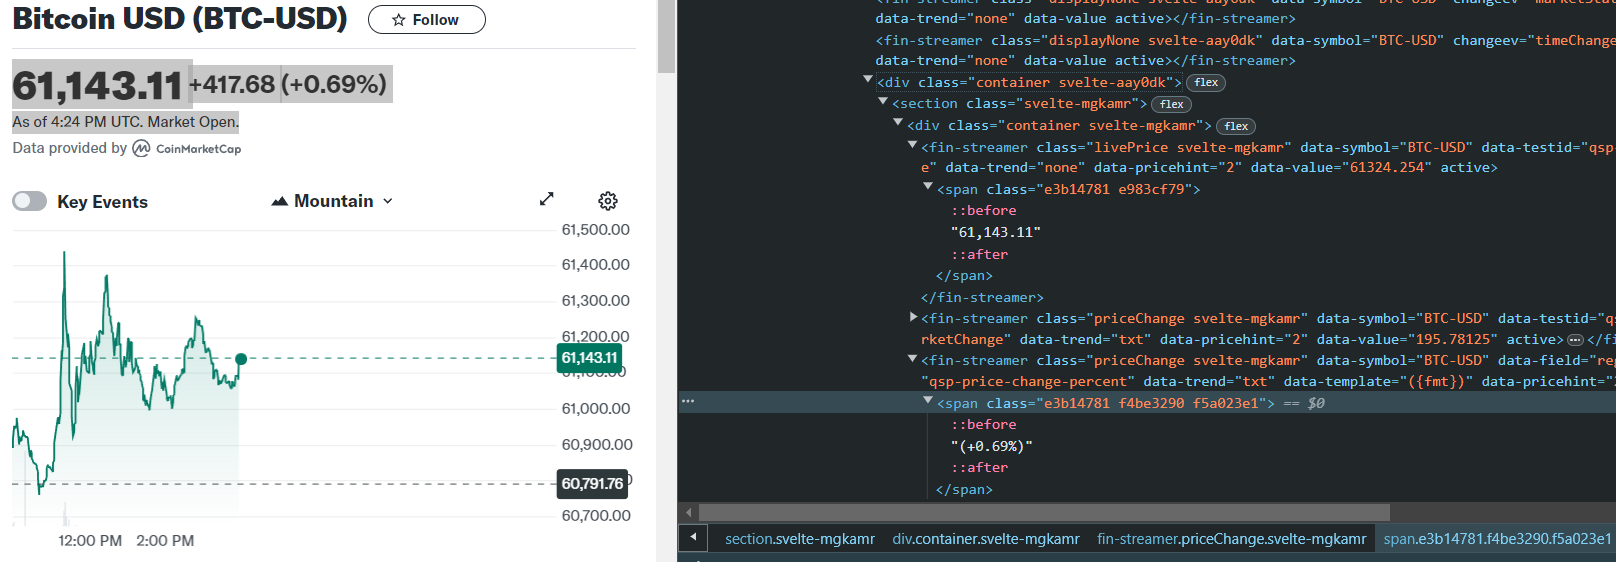 Bitcoin USD (BTC-USD)
Follow
61,143.11 +417.68 (+0.69%)
As of 4:24 PM UTC. Market Open.
Data provided by CoinMarketCap
Key Events
Mountain
61,500.00
61,400.00
61,300.00
61,200.00
61,143.11
61,000.00
60,900.00
60,791.76
60,700.00
12:00 PM 2:00 PM
data-trend="none" data-value active></fin-streamer>
<fin-streamer class="displayNone svelte-aay0dk" data-symbol="BTC-USD" changeev="timeChange
data-trend="none" data-value active></fin-streamer>
<div class="container svelte-aay0dk"> flex
<section class="svelte-mgkamr"> flex
<div class="container svelte-mgkamr"> flex
<fin-streamer class="livePrice svelte-mgkamr" data-symbol="BTC-USD" data-testid="qsp-
e" data-trend="none" data-pricehint="2" data-value="61324.254" active>
<span class="e3b14781 e983cf79">
::before
"61,143.11"
::after
</span>
</fin-streamer>
<fin-streamer class="priceChange svelte-mgkamr" data-symbol="BTC-USD" data-testid="qs
rketChange" data-trend="txt" data-pricehint="2" data-value="195.78125" active>…</fi
<fin-streamer class="priceChange svelte-mgkamr" data-symbol="BTC-USD" data-field="reg
"qsp-price-change-percent" data-trend="txt" data-template="({fmt})" data-pricehint="2
… <span class="e3b14781 f4be3290 f5a023e1"> == $0
::before
"(+0.69%)"
::after
</span>
section.svelte-mgkamr div.container.svelte-mgkamr fin-streamer.priceChange.svelte-mgkamr span.e3b14781.f4be3290.f5a023e1